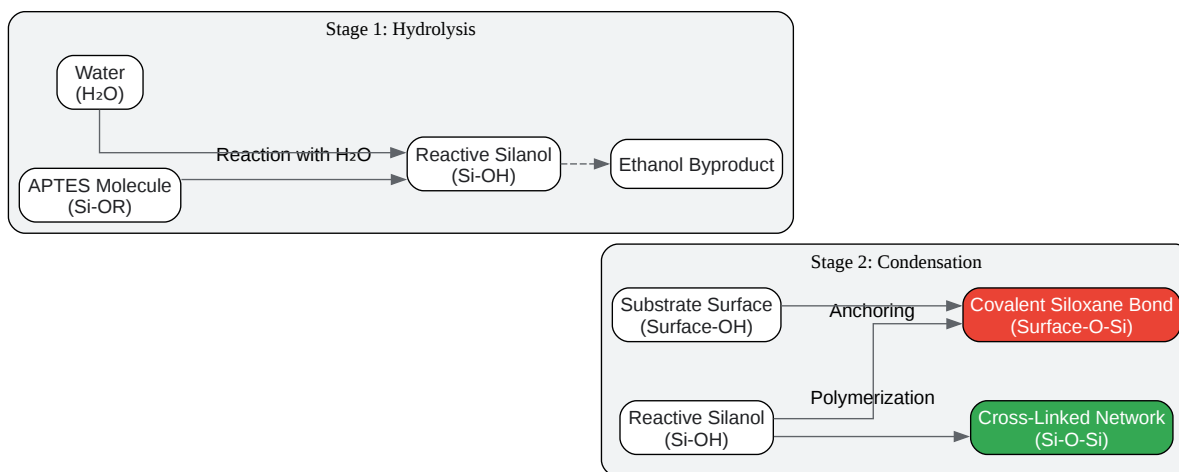 Stage 1: Hydrolysis
Water
(H₂O)
Reaction with H₂O
APTES Molecule
(Si-OR)
Reactive Silanol
(Si-OH)
Ethanol Byproduct
Stage 2: Condensation
Substrate Surface
(Surface-OH)
Anchoring
Covalent Siloxane Bond
(Surface-O-Si)
Polymerization
Reactive Silanol
(Si-OH)
Cross-Linked Network
(Si-O-Si)